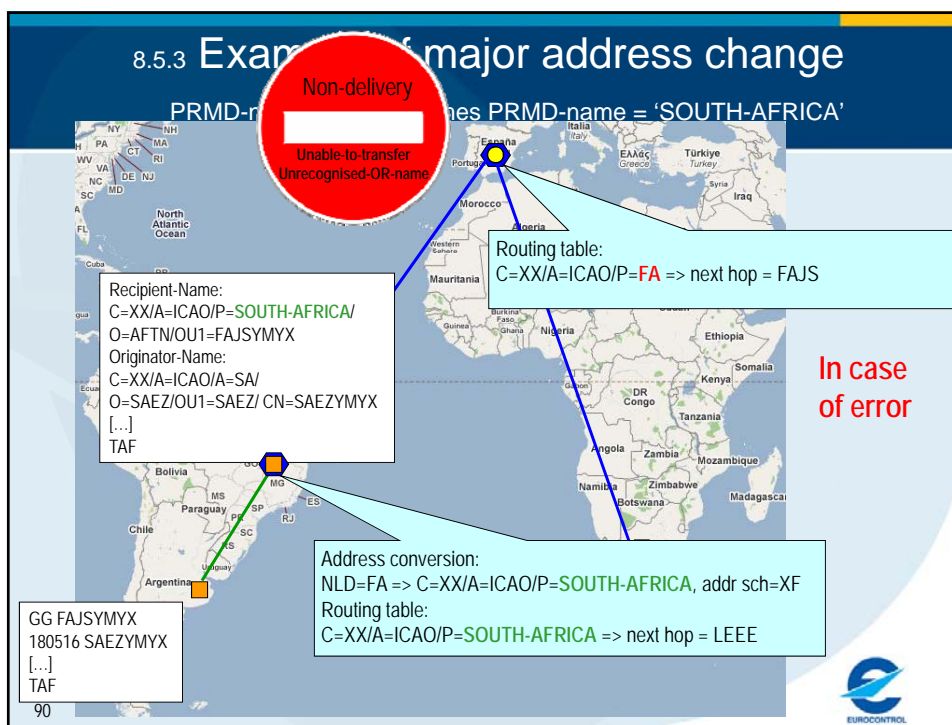 8.5.3 Exam of major address change
PRMD-n mes PRMD-name = 'SOUTH-AFRICA'
Non-delivery
Unable-to-transfer
Unrecognised-OR-name
Routing table:
C=XX/A=ICAO/P=FA => next hop = FAJS
Recipient-Name:
C=XX/A=ICAO/P=SOUTH-AFRICA/
O=AFTN/OU1=FAJSYMYX
Originator-Name:
C=XX/A=ICAO/A=SA/
O=SAEZ/OU1=SAEZ/ CN=SAEZYMYX
[...]
TAF
In case
of error
Address conversion:
NLD=FA => C=XX/A=ICAO/P=SOUTH-AFRICA, addr sch=XF
Routing table:
C=XX/A=ICAO/P=SOUTH-AFRICA => next hop = LEEE
GG FAJSYMYX
180516 SAEZYMYX
[...]
TAF
90
EUROCONTROL
NY
NH
MA
RI
CT
PA
WV
VA
NC
SC
MD
DE NJ
FL
North
Atlantic
Ocean
Cuba
España
Portugal
Italia
Italy
Ελλάς
Greece
Türkiye
Turkey
Syria
Iraq
Morocco
Algeria
Western
Sahara
Mauritania
Burkina
Faso
Guinea
Ghana
Nigeria
Ethiopia
Somalia
Kenya
Gabon
DR
Congo
Tanzania
Angola
Zambia
Mozambique
Zimbabwe
Namibia
Botswana
Madagascar
Bolivia
GO
MG
ES
MS
SP
RJ
Paraguay
PR
SC
RS
Chile
Uruguay
Argentina